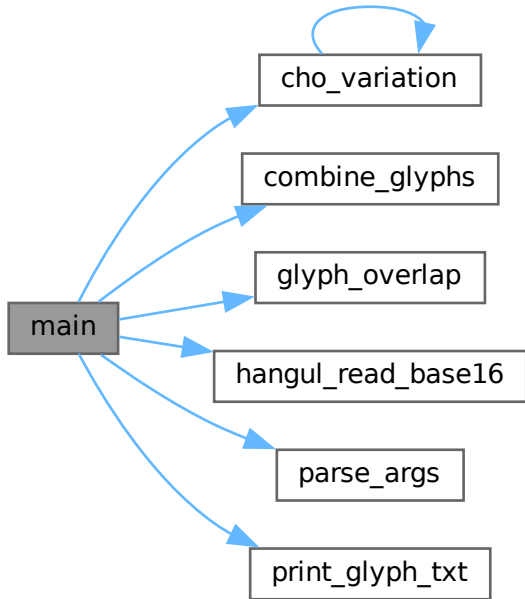 cho_variation
combine_glyphs
glyph_overlap
main
hangul_read_base16
parse_args
print_glyph_txt